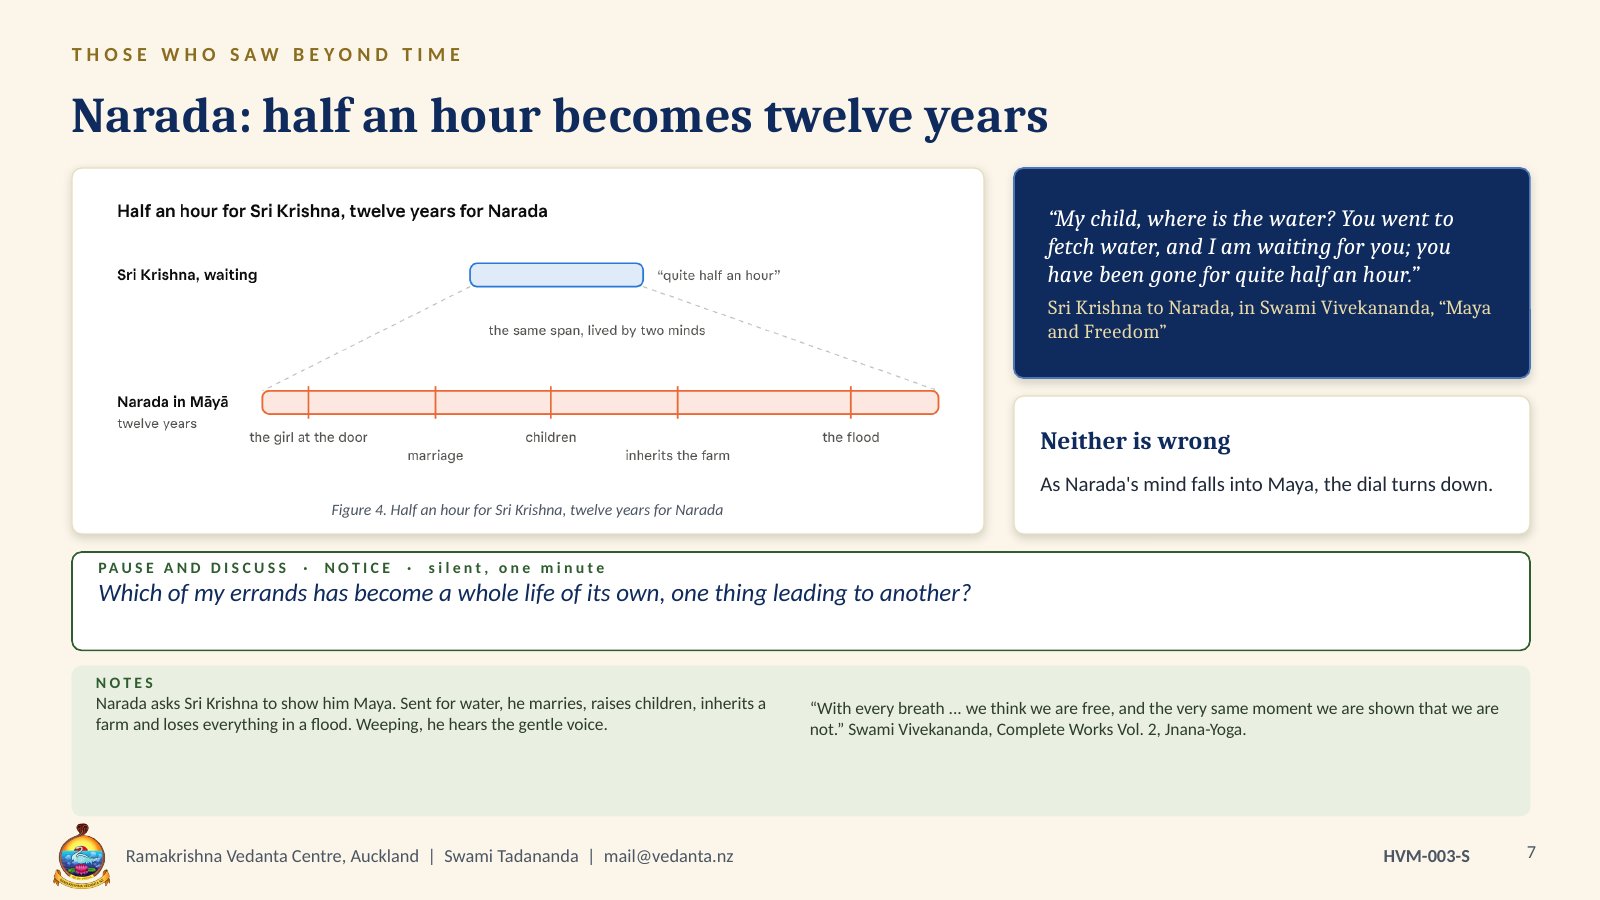 THOSE WHO SAW BEYOND TIME
Narada: half an hour becomes twelve years
Half an hour for Sri Krishna, twelve years for Narada
Sri Krishna, waiting
“quite half an hour”
the same span, lived by two minds
Narada in Māyā
twelve years
the girl at the door
marriage
children
inherits the farm
the flood
Figure 4. Half an hour for Sri Krishna, twelve years for Narada
“My child, where is the water? You went to
fetch water, and I am waiting for you; you
have been gone for quite half an hour.”
Sri Krishna to Narada, in Swami Vivekananda, “Maya
and Freedom”
Neither is wrong
As Narada's mind falls into Maya, the dial turns down.
PAUSE AND DISCUSS · NOTICE · silent, one minute
Which of my errands has become a whole life of its own, one thing leading to another?
NOTES
Narada asks Sri Krishna to show him Maya. Sent for water, he marries, raises children, inherits a
farm and loses everything in a flood. Weeping, he hears the gentle voice.
“With every breath ... we think we are free, and the very same moment we are shown that we are
not.” Swami Vivekananda, Complete Works Vol. 2, Jnana-Yoga.
Ramakrishna Vedanta Centre, Auckland | Swami Tadananda | mail@vedanta.nz
HVM-003-S
7